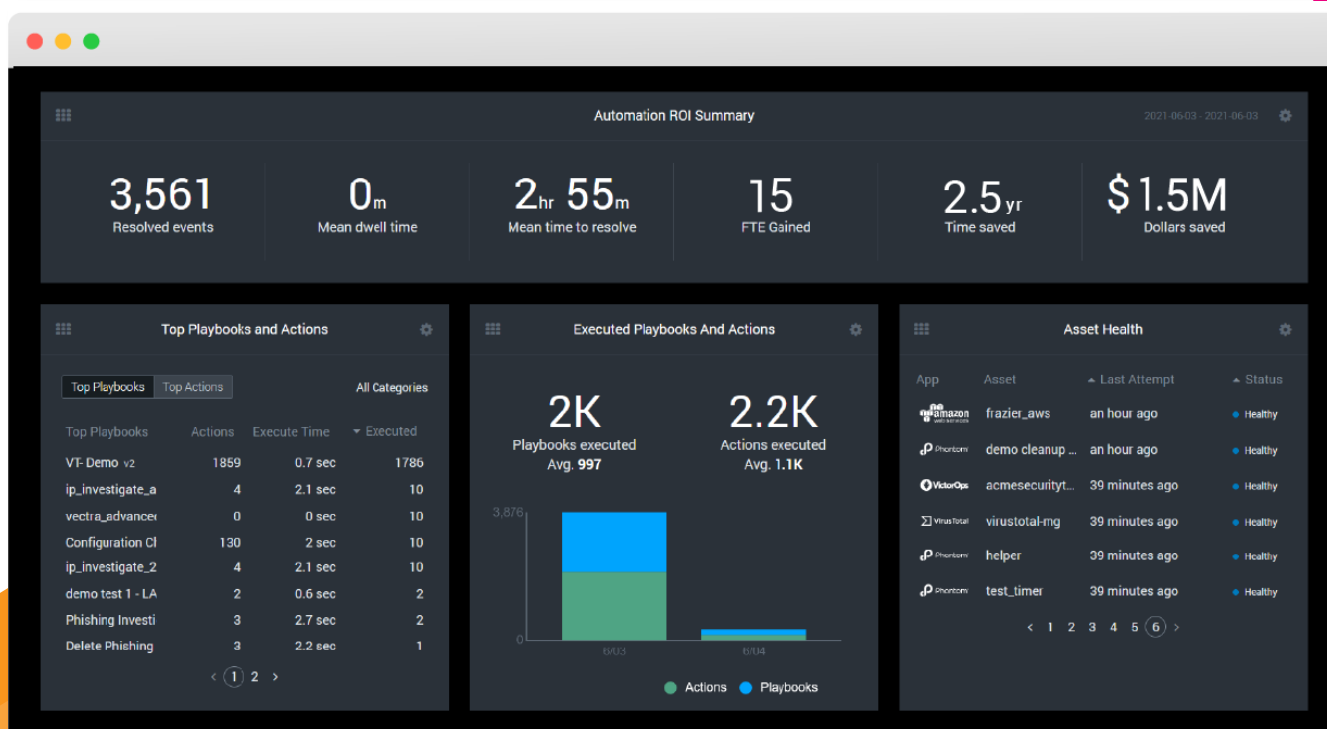 Automation ROI Summary
2021-06-03 - 2021-06-03
3,561
Resolved events
0m
Mean dwell time
2hr 55m
Mean time to resolve
15
FTE Gained
2.5 yr
Time saved
$ 1.5M
Dollars saved
Top Playbooks and Actions
Top Playbooks Top Actions All Categories
Top Playbooks Actions Execute Time Executed
VT- Demo v2 1859 0.7 sec 1786
ip_investigate_a 4 2.1 sec 10
vectra_advanced 0 0 sec 10
Configuration Cl 130 2 sec 10
ip_investigate_2 4 2.1 sec 10
demo test 1 - LA 2 0.6 sec 2
Phishing Investi 3 2.7 sec 2
Delete Phishing 3 2.2 sec 1
< 1 2 >
Executed Playbooks And Actions
2K
Playbooks executed
Avg. 997
2.2K
Actions executed
Avg. 1.1K
3,876
0
6/03 6/04
Actions Playbooks
Asset Health
App Asset Last Attempt Status
amazon web services frazier_aws an hour ago Healthy
Phantom demo cleanup ... an hour ago Healthy
VictorOps acmesecurityt... 39 minutes ago Healthy
VirusTotal virustotal-mg 39 minutes ago Healthy
Phantom helper 39 minutes ago Healthy
Phantom test_timer 39 minutes ago Healthy
< 1 2 3 4 5 6 >